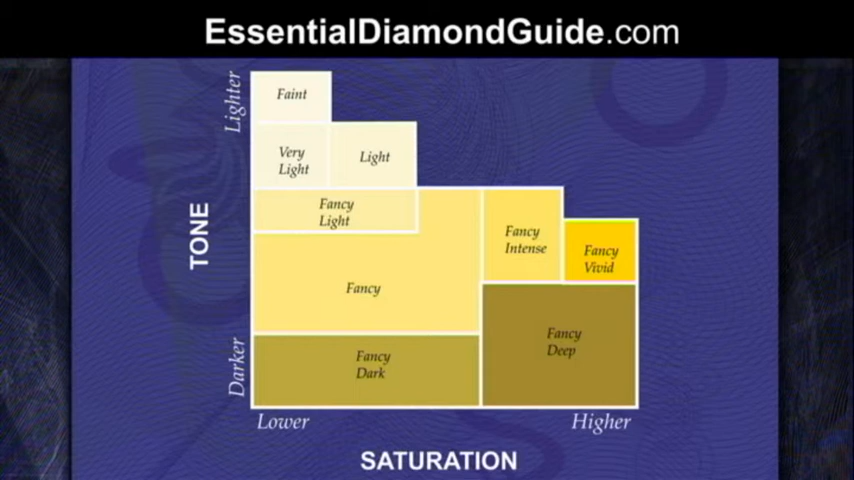 EssentialDiamondGuide.com
Lighter
Faint
Very
Light
Light
TONE
Fancy
Light
Fancy
Intense
Fancy
Vivid
Fancy
Fancy
Deep
Darker
Fancy
Dark
Lower
Higher
SATURATION